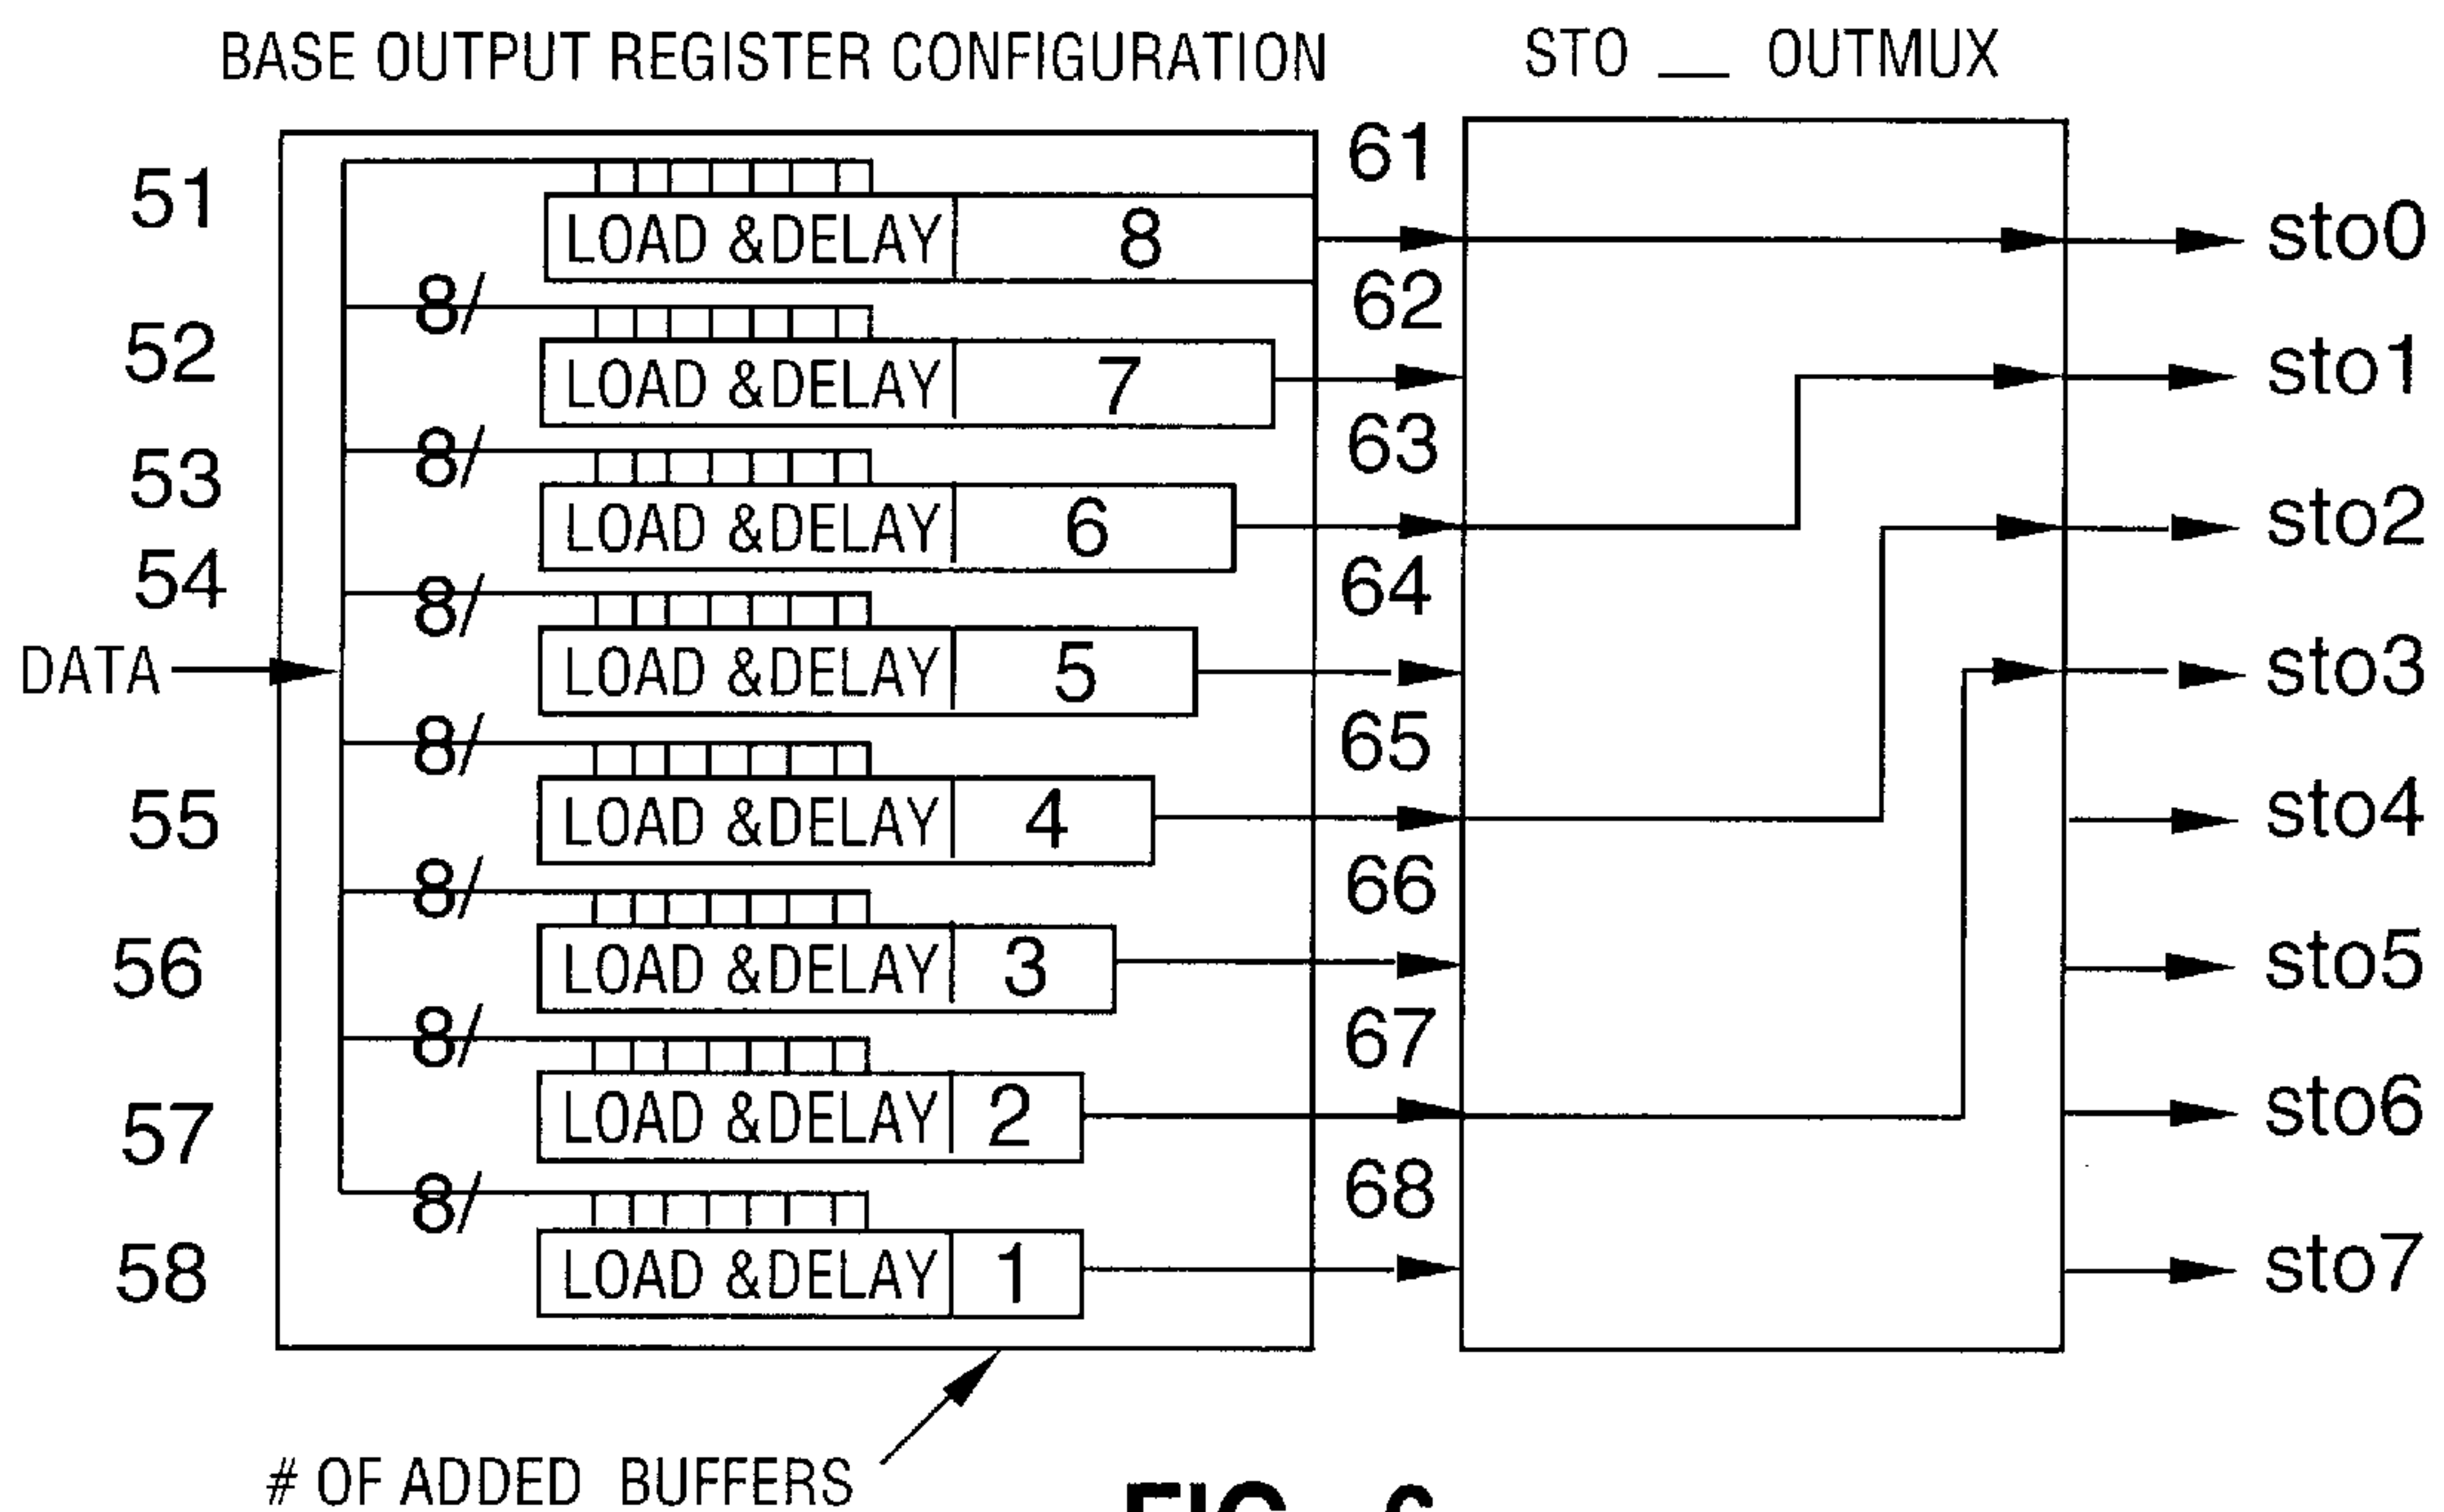 BASE OUTPUT REGISTER CONFIGURATION
STO __ OUTMUX
51
LOAD &DELAY 8
61
sto0
8/
52
LOAD &DELAY 7
62
sto1
8/
53
LOAD &DELAY 6
63
sto2
8/
54
DATA
LOAD &DELAY 5
64
sto3
8/
55
LOAD &DELAY 4
65
sto4
8/
56
LOAD &DELAY 3
66
sto5
8/
57
LOAD &DELAY 2
67
sto6
8/
58
LOAD &DELAY 1
68
sto7
# OF ADDED BUFFERS